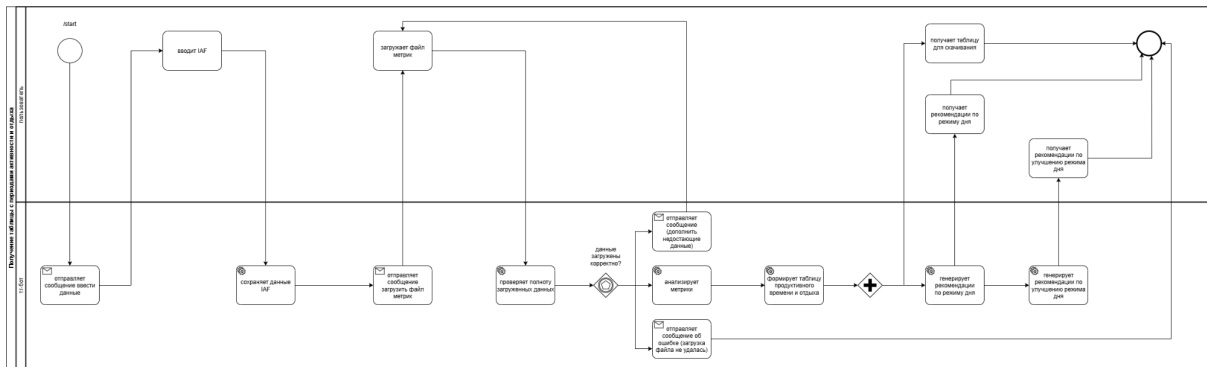 Получение таблицы с периодами активности и отдыха
пользователь
тг-бот
/start
вводит IAF
загружает файл
метрик
получает таблицу
для скачивания
получает
рекомендации по
режиму дня
получает
рекомендации по
улучшению режима
дня
отправляет
сообщение ввести
данные
сохраняет данные
IAF
отправляет
сообщение
загрузить файл
метрик
проверяет полноту
загруженных данных
данные
загружены
корректно?
отправляет
сообщение
(дополнить
недостающие
данные)
анализирует
метрики
отправляет
сообщение об
ошибке (загрузка
файла не удалась)
формирует таблицу
продуктивного
времени и отдыха
генерирует
рекомендации
по режиму дня
генерирует
рекомендации по
улучшению режима
дня